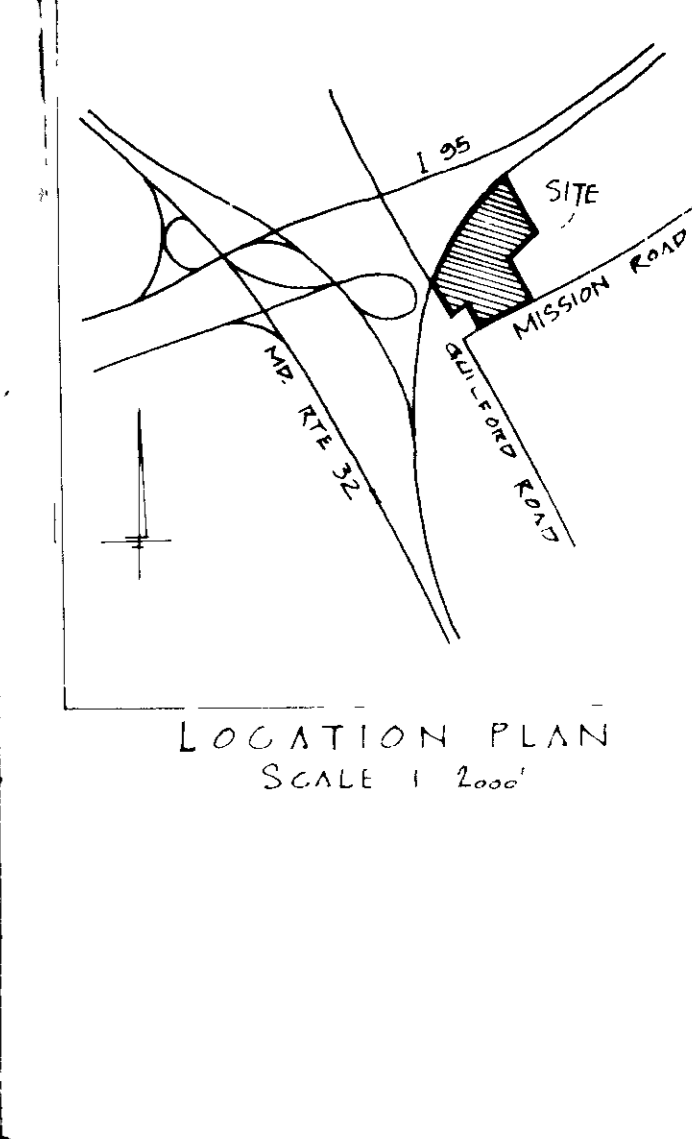 I 95
SITE
MISSION ROAD
GUILFORD ROAD
MD. RTE 32
LOCATION PLAN
SCALE 1 2000'